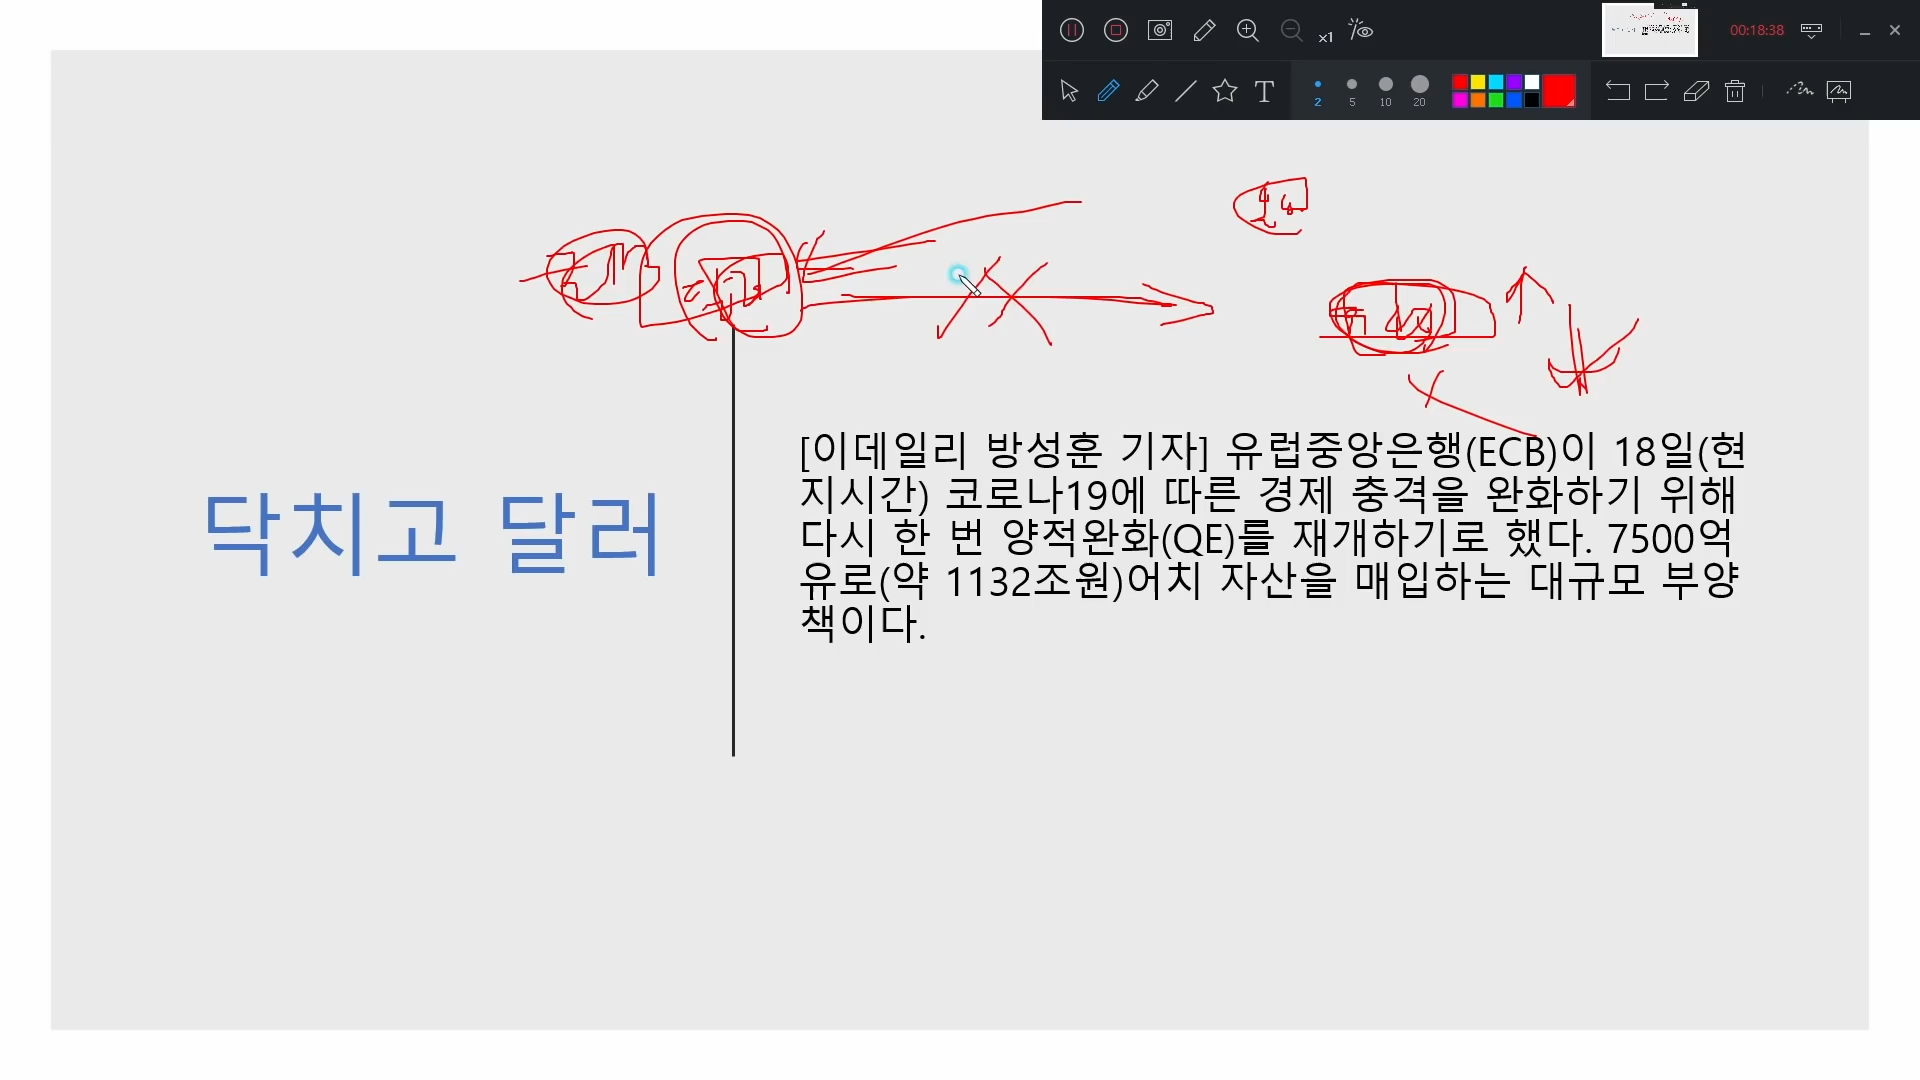 x1
00:18:38
T
2 5 10 20
닥치고 달러
[이데일리 방성훈 기자] 유럽중앙은행(ECB)이 18일(현
지시간) 코로나19에 따른 경제 충격을 완화하기 위해
다시 한 번 양적완화(QE)를 재개하기로 했다. 7500억
유로(약 1132조원)어치 자산을 매입하는 대규모 부양
책이다.